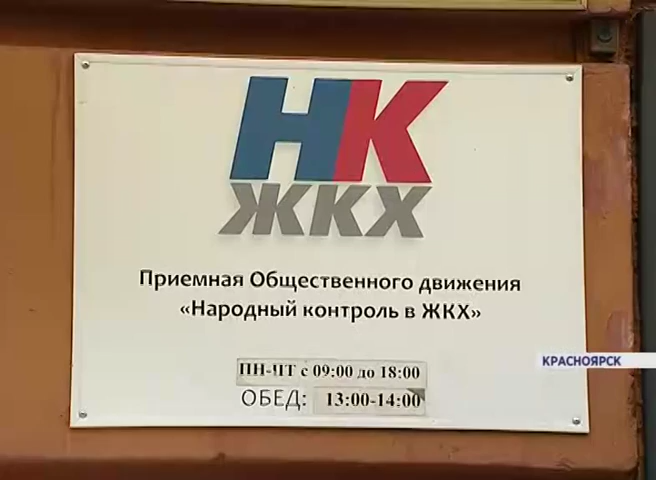 НК
ЖКХ
Приемная Общественного движения
«Народный контроль в ЖКХ»
ПН-ЧТ с 09:00 до 18:00
ОБЕД: 13:00-14:00
КРАСНОЯРСК